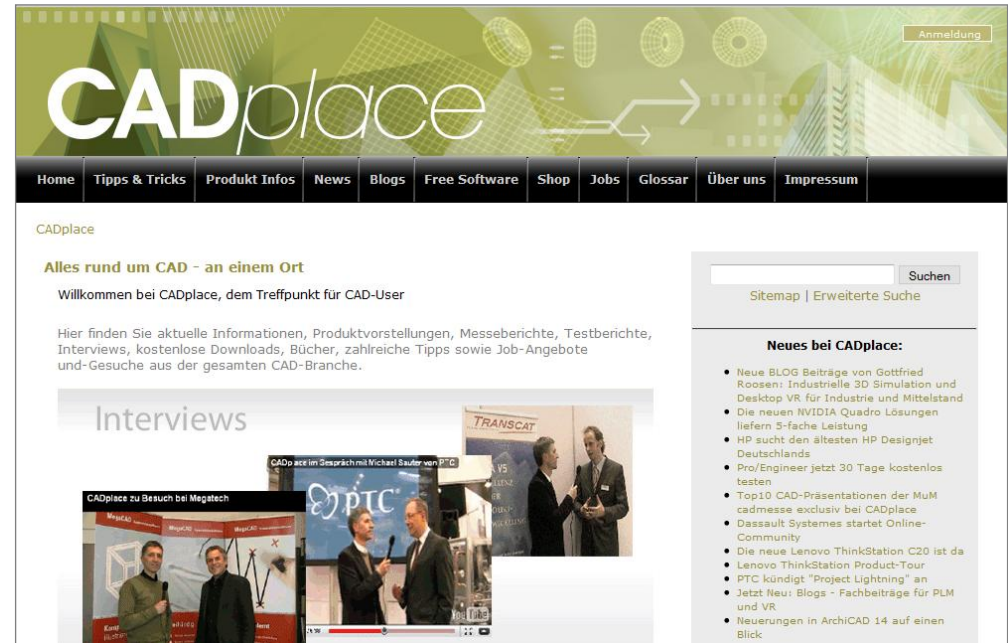 Anmeldung
CADplace
Home Tipps & Tricks Produkt Infos News Blogs Free Software Shop Jobs Glossar Über uns Impressum
CADplace
Alles rund um CAD - an einem Ort
Willkommen bei CADplace, dem Treffpunkt für CAD-User
Hier finden Sie aktuelle Informationen, Produktvorstellungen, Messeberichte, Testberichte,
Interviews, kostenlose Downloads, Bücher, zahlreiche Tipps sowie Job-Angebote
und-Gesuche aus der gesamten CAD-Branche.
Interviews
TRANSCAT
CADplace im Gespräch mit Michael Sauter von PTC
PTC
CADplace zu Besuch bei Megatech
MegaCAD MegaCAD MegaCAD
YouTube
Suchen
Sitemap | Erweiterte Suche
Neues bei CADplace:
Neue BLOG Beiträge von Gottfried
Roosen: Industrielle 3D Simulation und
Desktop VR für Industrie und Mittelstand
Die neuen NVIDIA Quadro Lösungen
liefern 5-fache Leistung
HP sucht den ältesten HP Designjet
Deutschlands
Pro/Engineer jetzt 30 Tage kostenlos
testen
Top10 CAD-Präsentationen der MuM
cadmesse exclusiv bei CADplace
Dassault Systemes startet Online-
Community
Die neue Lenovo ThinkStation C20 ist da
Lenovo ThinkStation Product-Tour
PTC kündigt "Project Lightning" an
Jetzt Neu: Blogs - Fachbeiträge für PLM
und VR
Neuerungen in ArchiCAD 14 auf einen
Blick